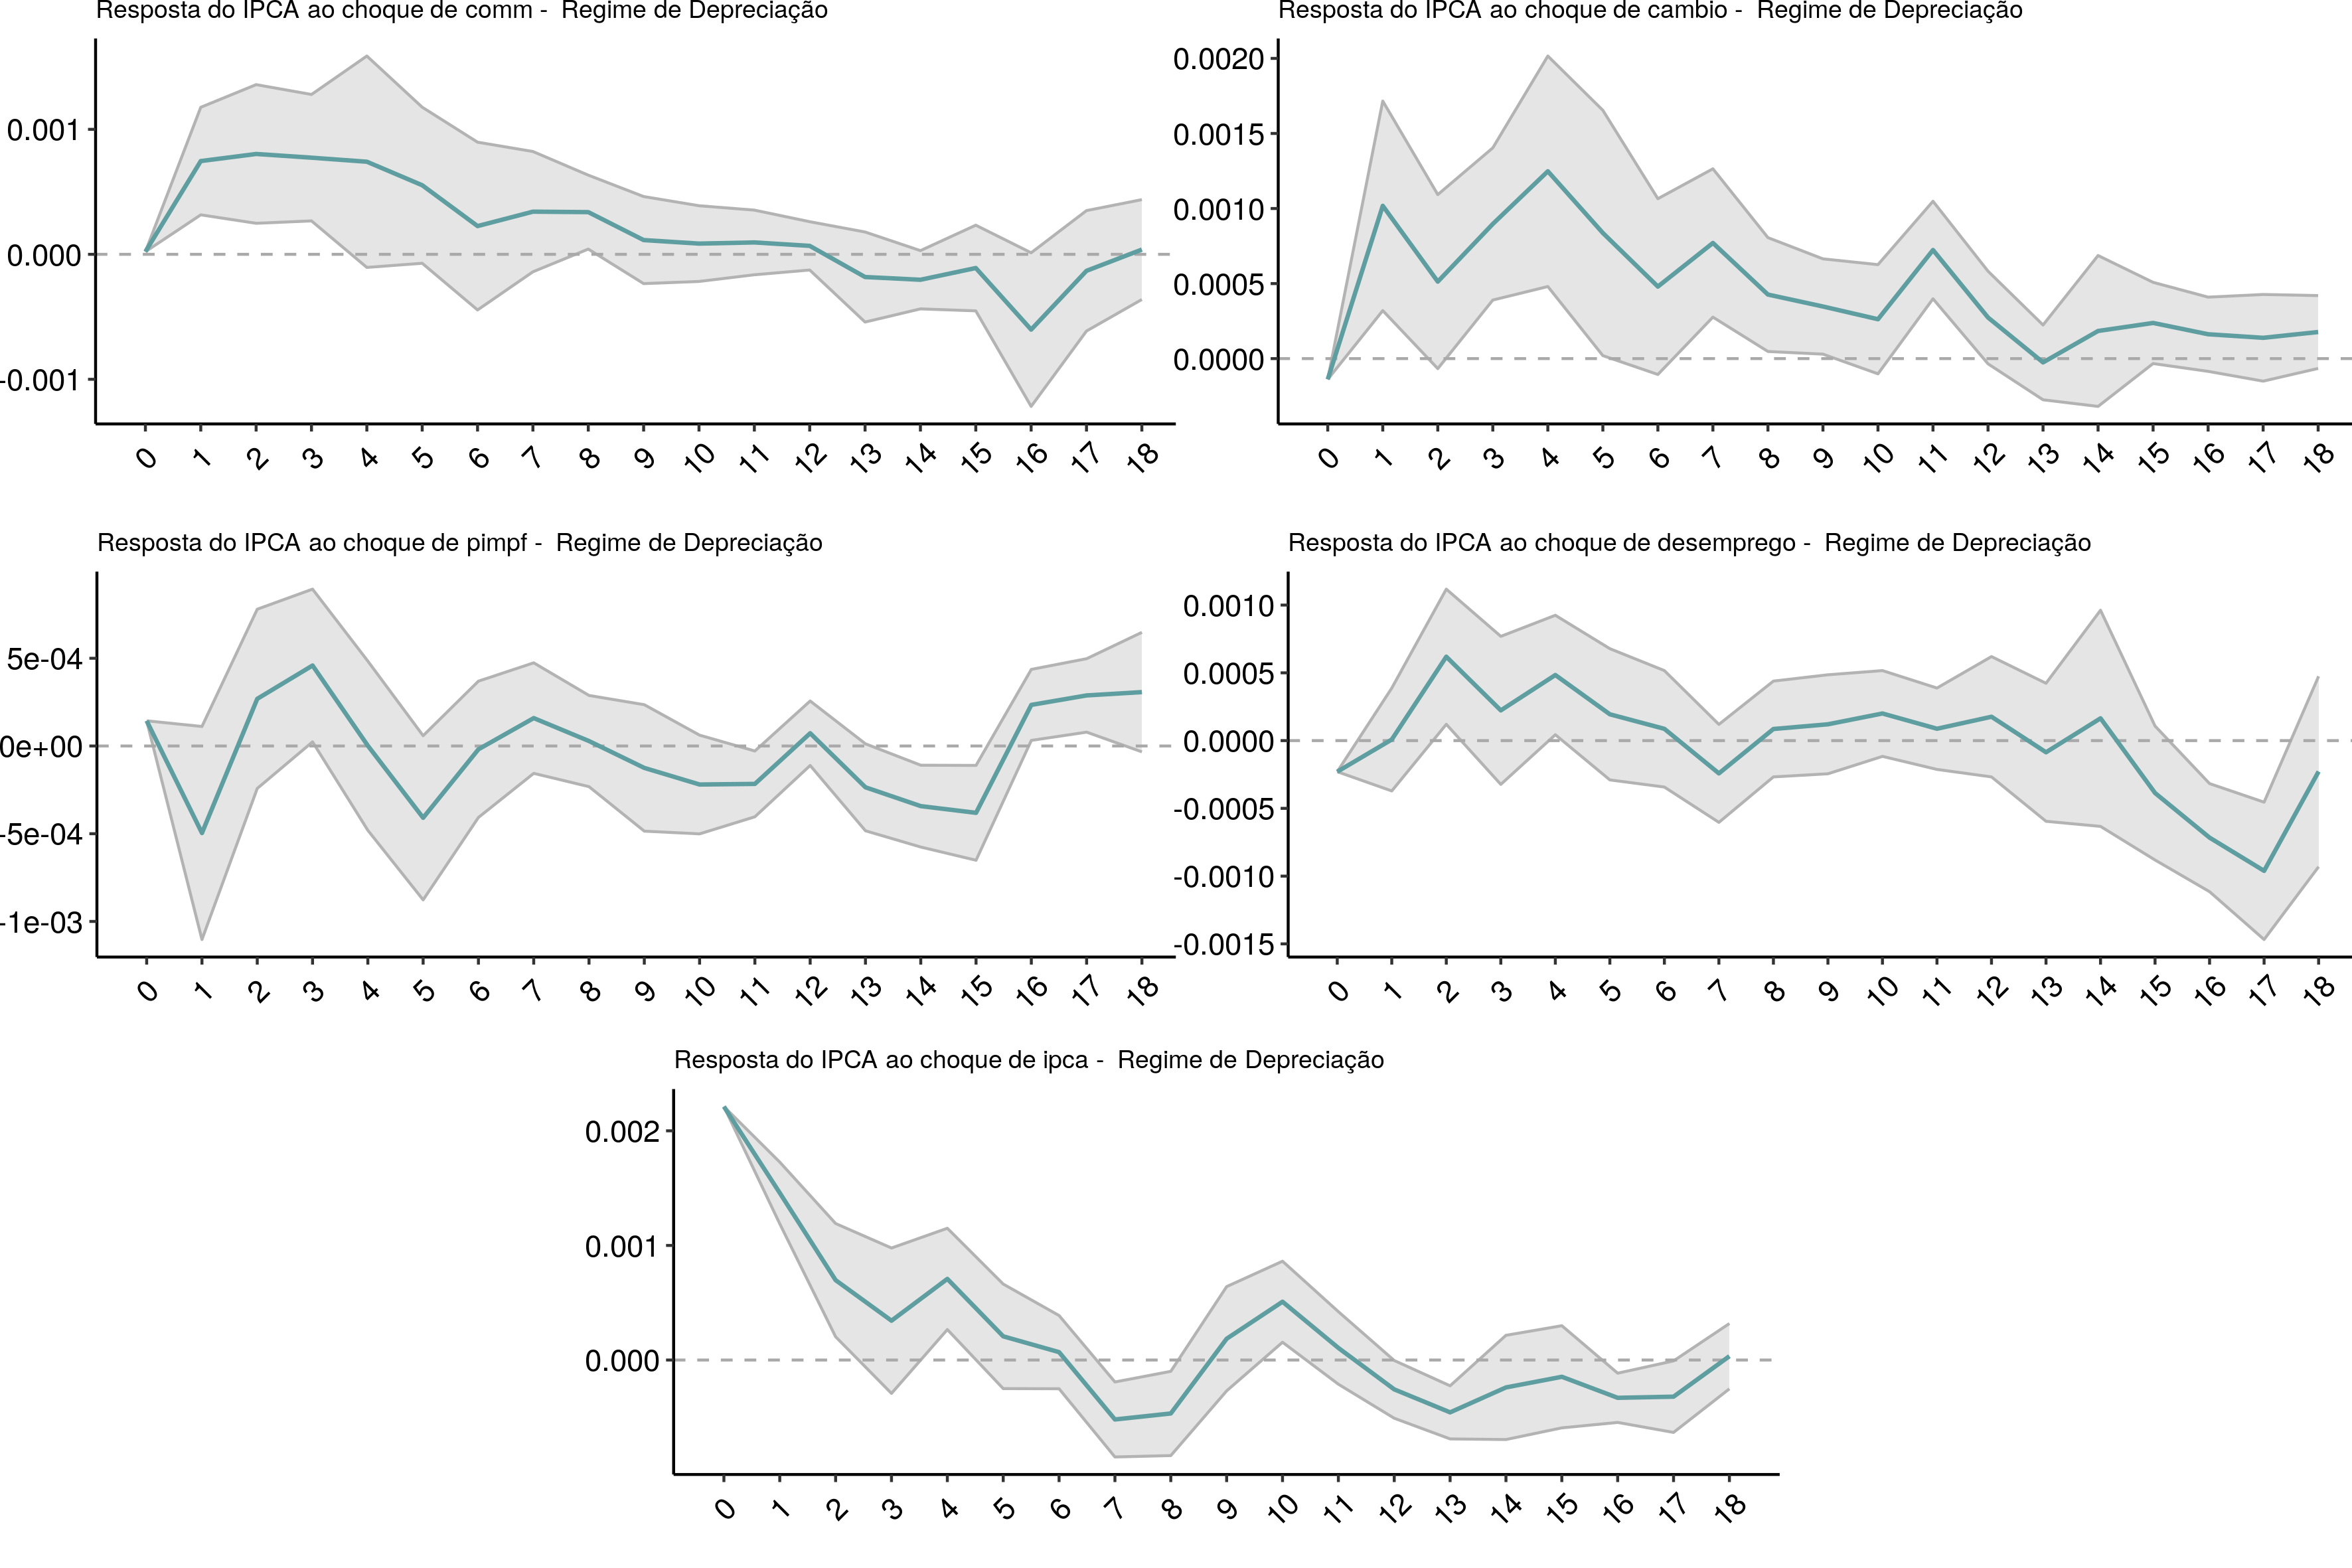 Resposta do IPCA ao choque de comm -  Regime de Depreciação
0.001
0.000
-0.001
0 1 2 3 4 5 6 7 8 9 10 11 12 13 14 15 16 17 18
Resposta do IPCA ao choque de cambio -  Regime de Depreciação
0.0020
0.0015
0.0010
0.0005
0.0000
0 1 2 3 4 5 6 7 8 9 10 11 12 13 14 15 16 17 18
Resposta do IPCA ao choque de pimpf -  Regime de Depreciação
5e-04
0e+00
-5e-04
-1e-03
0 1 2 3 4 5 6 7 8 9 10 11 12 13 14 15 16 17 18
Resposta do IPCA ao choque de desemprego -  Regime de Depreciação
0.0010
0.0005
0.0000
-0.0005
-0.0010
-0.0015
0 1 2 3 4 5 6 7 8 9 10 11 12 13 14 15 16 17 18
Resposta do IPCA ao choque de ipca -  Regime de Depreciação
0.002
0.001
0.000
0 1 2 3 4 5 6 7 8 9 10 11 12 13 14 15 16 17 18